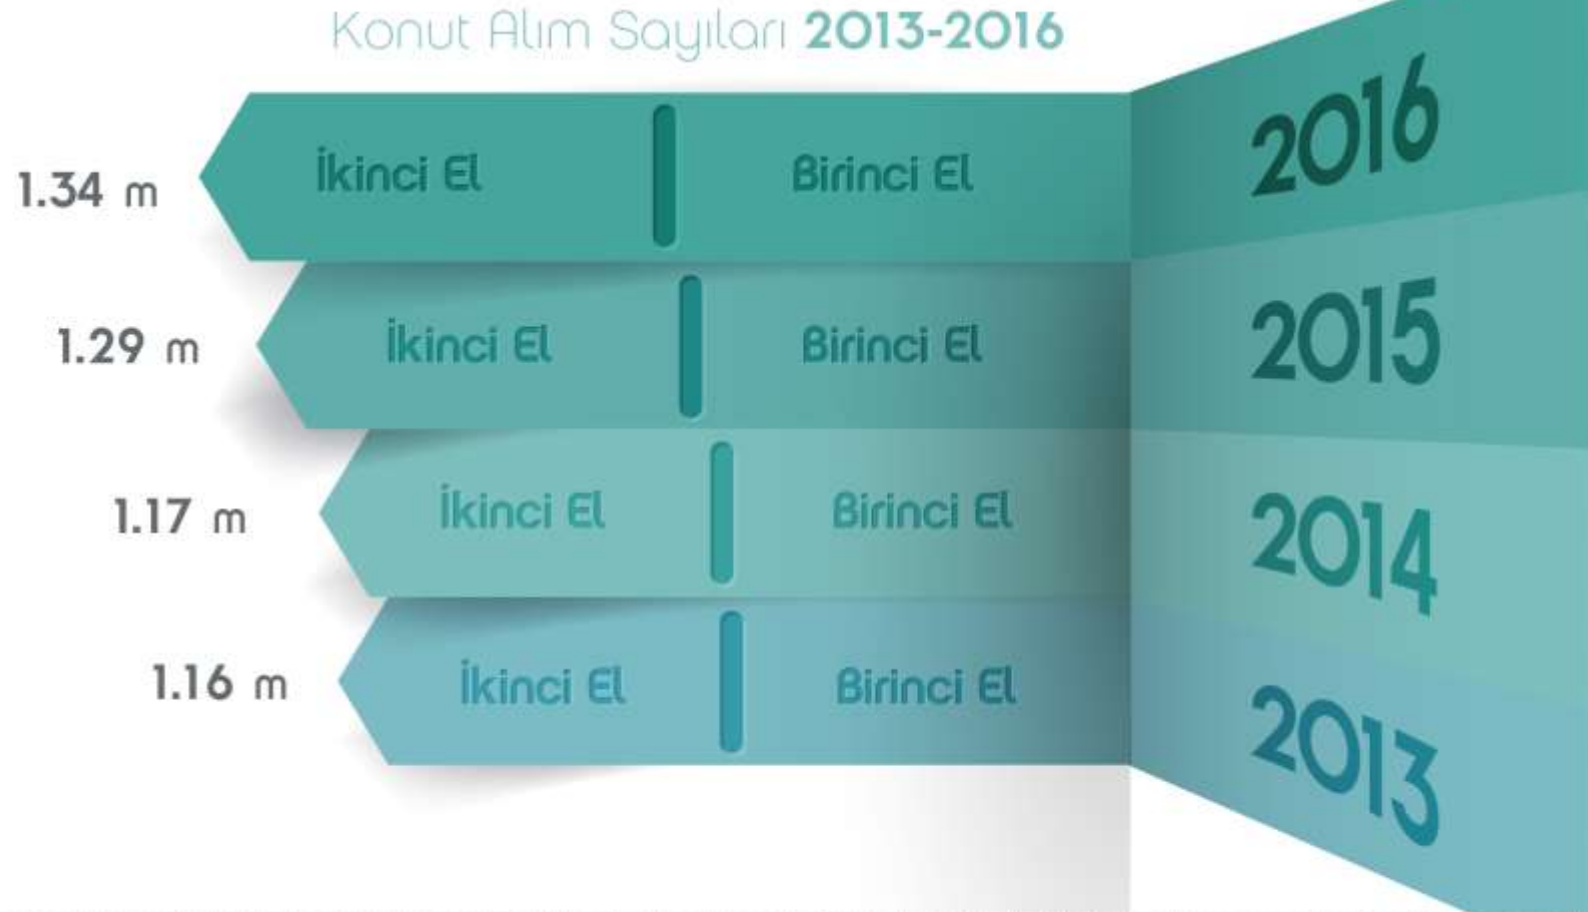 Konut Alım Sayıları 2013-2016
1.34 m İkinci El Birinci El 2016
1.29 m İkinci El Birinci El 2015
1.17 m İkinci El Birinci El 2014
1.16 m İkinci El Birinci El 2013